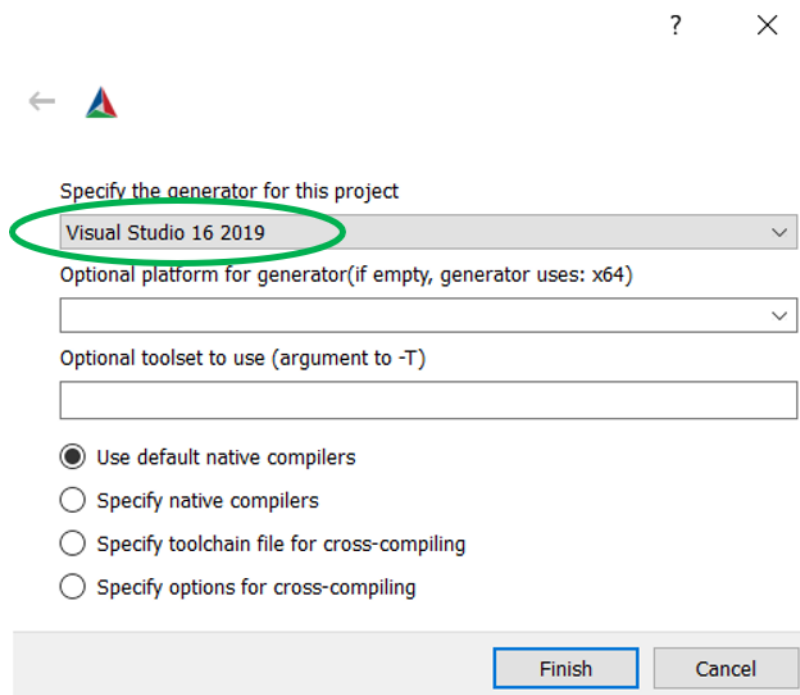 ?
Specify the generator for this project
Visual Studio 16 2019
Optional platform for generator(if empty, generator uses: x64)
Optional toolset to use (argument to -T)
Use default native compilers
Specify native compilers
Specify toolchain file for cross-compiling
Specify options for cross-compiling
Finish Cancel